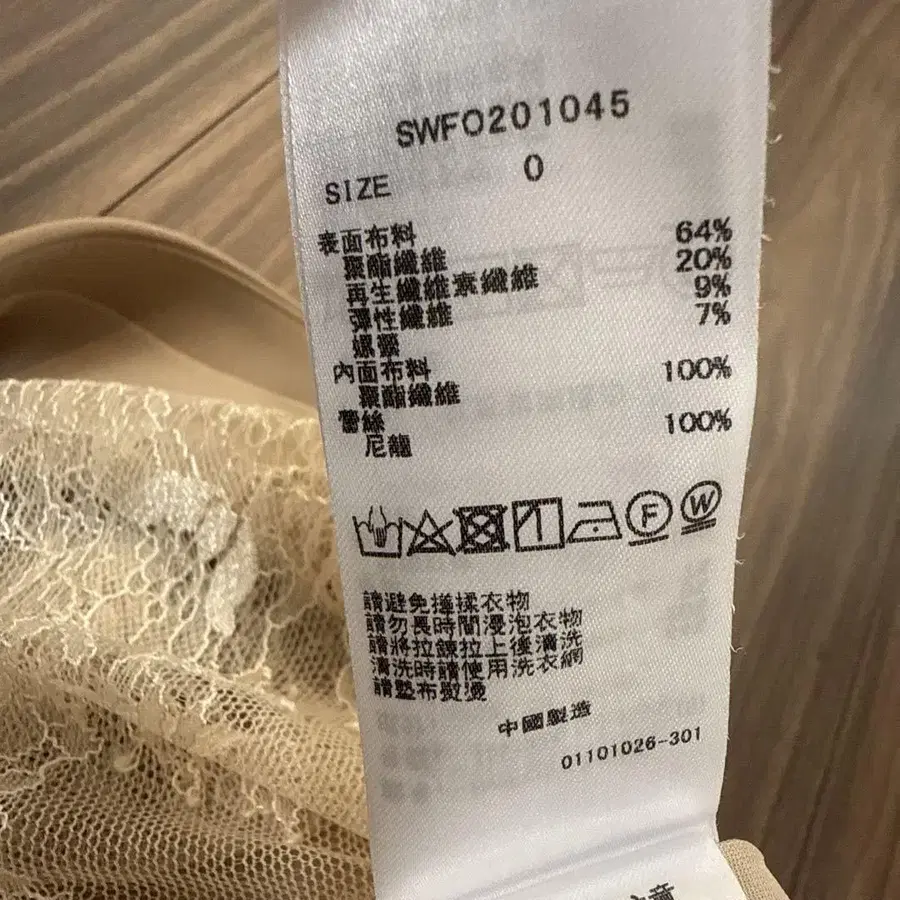 SWFO201045
SIZE 0
表面布料 64%
聚酯纖維 20%
再生纖維素纖維 9%
彈性纖維 7%
嫘縈
內面布料 100%
聚酯纖維
蕾絲 100%
尼龍
F W
請避免搓揉衣物
請勿長時間浸泡衣物
請將拉鍊拉上後清洗
清洗時請使用洗衣網
請墊布熨燙
中國製造
01101026-301